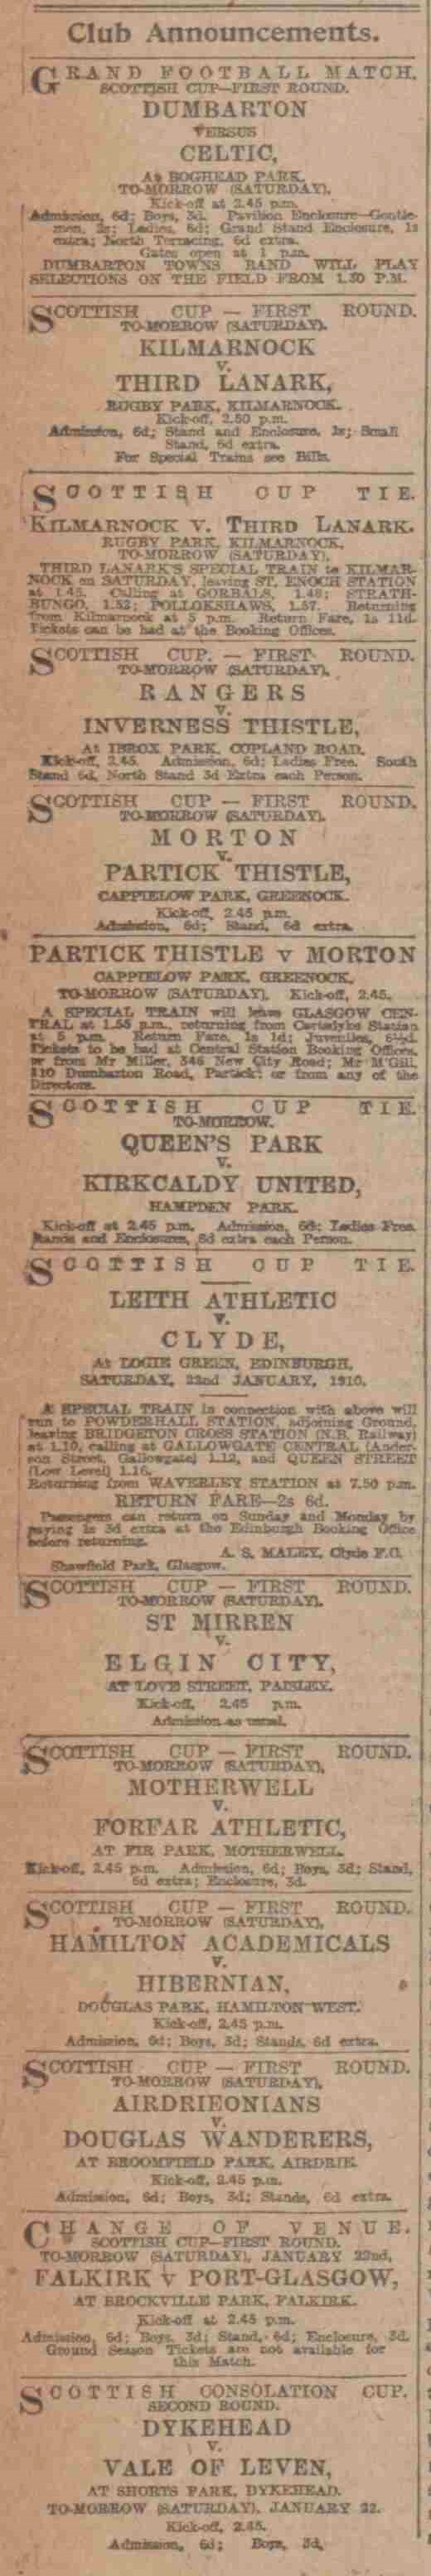 Club Announcements.
GRAND FOOTBALL MATCH.
SCOTTISH CUP—FIRST ROUND.
DUMBARTON
VERSUS
CELTIC,
At BOGHEAD PARK,
TO-MORROW (SATURDAY).
Kick-off at 2.45 p.m.
Admission, 6d; Boys, 3d. Pavilion Enclosure—Gentle-
men, 2s; Ladies, 6d; Grand Stand Enclosure, 1s
extra; North Terracing, 6d extra.
Gates open at 1 p.m.
DUMBARTON TOWNS BAND WILL PLAY
SELECTIONS ON THE FIELD FROM 1.30 P.M.
SCOTTISH CUP — FIRST ROUND.
TO-MORROW (SATURDAY).
KILMARNOCK
V.
THIRD LANARK,
RUGBY PARK, KILMARNOCK.
Kick-off, 2.50 p.m.
Admission, 6d; Stand and Enclosure, 1s; Small
Stand, 6d extra.
For Special Trains see Bills.
SCOTTISH CUP TIE.
KILMARNOCK V. THIRD LANARK.
RUGBY PARK, KILMARNOCK,
TO-MORROW (SATURDAY).
THIRD LANARK'S SPECIAL TRAIN to KILMAR-
NOCK on SATURDAY, leaving ST. ENOCH STATION
at 1.45. Calling at GORBALS, 1.48; STRATH-
BUNGO, 1.52; POLLOKSHAWS, 1.57. Returning
from Kilmarnock at 5 p.m. Return Fare, 1s 11d.
Tickets can be had at the Booking Offices.
SCOTTISH CUP. — FIRST ROUND.
TO-MORROW (SATURDAY),
RANGERS
V.
INVERNESS THISTLE,
At IBROX PARK, COPLAND ROAD.
Kick-off, 2.45. Admission, 6d; Ladies Free. South
Stand 6d, North Stand 3d Extra each Person.
SCOTTISH CUP — FIRST ROUND.
TO-MORROW (SATURDAY).
MORTON
V.
PARTICK THISTLE,
CAPPIELOW PARK, GREENOCK.
Kick-off, 2.45 p.m.
Admission, 6d; Stand, 6d extra.
PARTICK THISTLE v MORTON
CAPPIELOW PARK, GREENOCK,
TO-MORROW (SATURDAY). Kick-off, 2.45.
A SPECIAL TRAIN will leave GLASGOW CEN-
TRAL at 1.55 p.m., returning from Cartsdyke Station
at 5 p.m. Return Fare, 1s 1d; Juveniles, 6½d.
Tickets to be had at Central Station Booking Offices,
or from Mr Miller, 346 New City Road; Mr M'Gill,
110 Dumbarton Road, Partick; or from any of the
Directors.
SCOTTISH CUP TIE.
TO-MORROW.
QUEEN'S PARK
V.
KIRKCALDY UNITED,
HAMPDEN PARK.
Kick-off at 2.45 p.m. Admission, 6d; Ladies Free.
Stands and Enclosures, 6d extra each Person.
SCOTTISH CUP TIE.
LEITH ATHLETIC
V.
CLYDE,
At LOGIE GREEN, EDINBURGH,
SATURDAY, 22nd JANUARY, 1910.
A SPECIAL TRAIN in connection with above will
run to POWDERHALL STATION, adjoining Ground,
leaving BRIDGETON CROSS STATION (N.B. Railway)
at 1.10, calling at GALLOWGATE CENTRAL (Ander-
son Street, Gallowgate) 1.12, and QUEEN STREET
(Low Level) 1.16.
Returning from WAVERLEY STATION at 7.50 p.m.
RETURN FARE—2s 6d.
Passengers can return on Sunday and Monday by
paying 1s 3d extra at the Edinburgh Booking Office
before returning.
A. S. MALEY, Clyde F.C.
Shawfield Park, Glasgow.
SCOTTISH CUP — FIRST ROUND.
TO-MORROW (SATURDAY).
ST MIRREN
V.
ELGIN CITY,
AT LOVE STREET, PAISLEY.
Kick-off, 2.45 p.m.
Admission as usual.
SCOTTISH CUP — FIRST ROUND.
TO-MORROW (SATURDAY),
MOTHERWELL
V.
FORFAR ATHLETIC,
AT FIR PARK, MOTHERWELL.
Kick-off, 2.45 p.m. Admission, 6d; Boys, 3d; Stand,
6d extra; Enclosure, 3d.
SCOTTISH CUP — FIRST ROUND.
TO-MORROW (SATURDAY),
HAMILTON ACADEMICALS
V.
HIBERNIAN,
DOUGLAS PARK, HAMILTON WEST.
Kick-off, 2.45 p.m.
Admission, 6d; Boys, 3d; Stands, 6d extra.
SCOTTISH CUP — FIRST ROUND.
TO-MORROW (SATURDAY),
AIRDRIEONIANS
V.
DOUGLAS WANDERERS,
AT BROOMFIELD PARK, AIRDRIE.
Kick-off, 2.45 p.m.
Admission, 6d; Boys, 3d; Stands, 6d extra.
CHANGE OF VENUE.
SCOTTISH CUP—FIRST ROUND.
TO-MORROW (SATURDAY), JANUARY 22nd,
FALKIRK v PORT-GLASGOW,
AT BROCKVILLE PARK, FALKIRK.
Kick-off at 2.45 p.m.
Admission, 6d; Boys, 3d; Stand, 6d; Enclosure, 3d.
Ground Season Tickets are not available for
this Match.
SCOTTISH CONSOLATION CUP.
SECOND ROUND.
DYKEHEAD
V.
VALE OF LEVEN,
AT SHOTTS PARK, DYKEHEAD.
TO-MORROW (SATURDAY), JANUARY 22.
Kick-off, 2.45.
Admission, 6d; Boys, 3d.